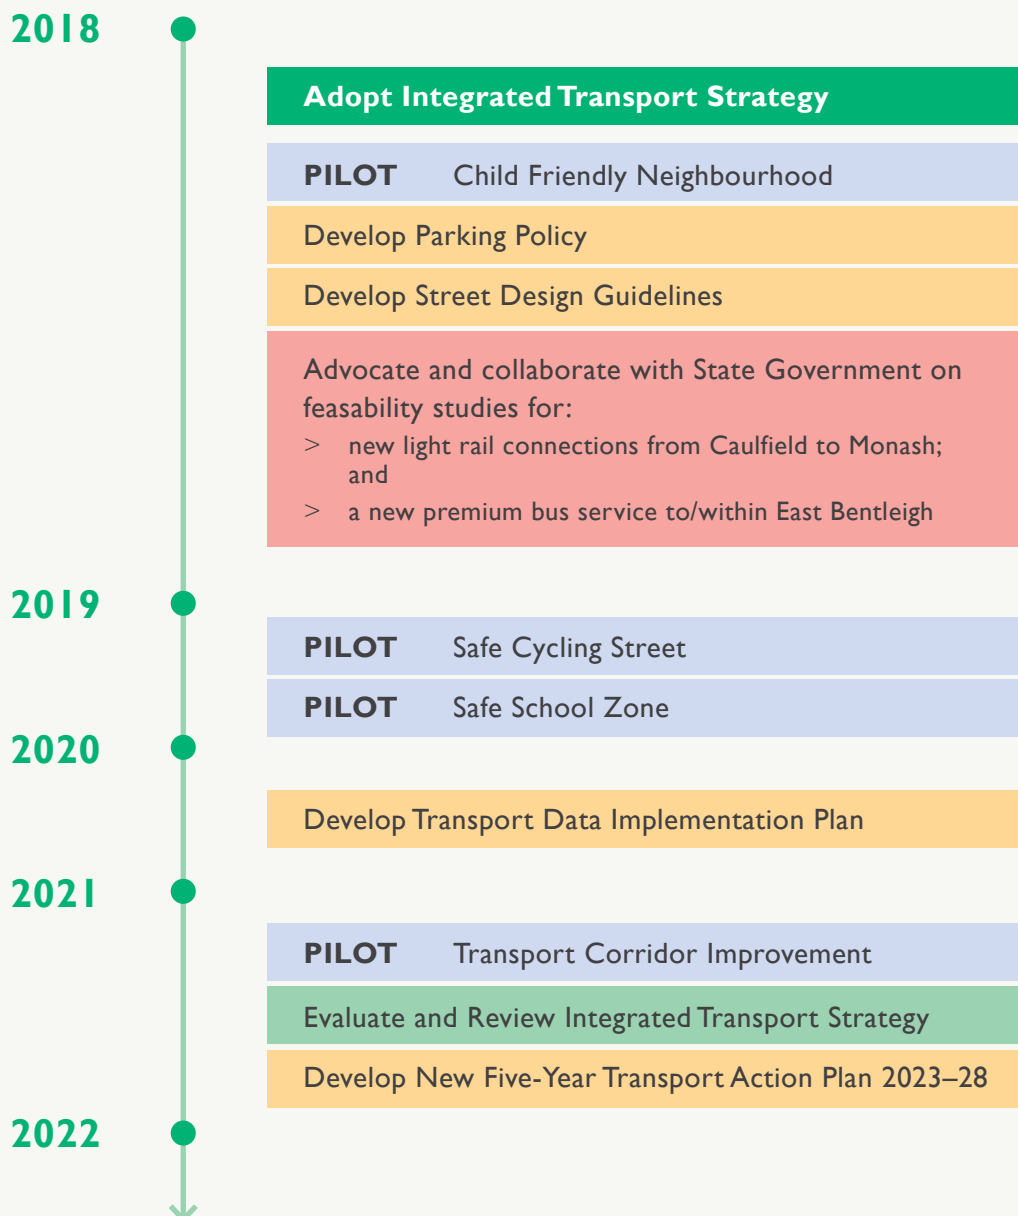 2018
Adopt Integrated Transport Strategy
PILOT Child Friendly Neighbourhood
Develop Parking Policy
Develop Street Design Guidelines
Advocate and collaborate with State Government on
feasability studies for:
> new light rail connections from Caulfield to Monash;
and
> a new premium bus service to/within East Bentleigh
2019
PILOT Safe Cycling Street
PILOT Safe School Zone
2020
Develop Transport Data Implementation Plan
2021
PILOT Transport Corridor Improvement
Evaluate and Review Integrated Transport Strategy
Develop New Five-Year Transport Action Plan 2023–28
2022